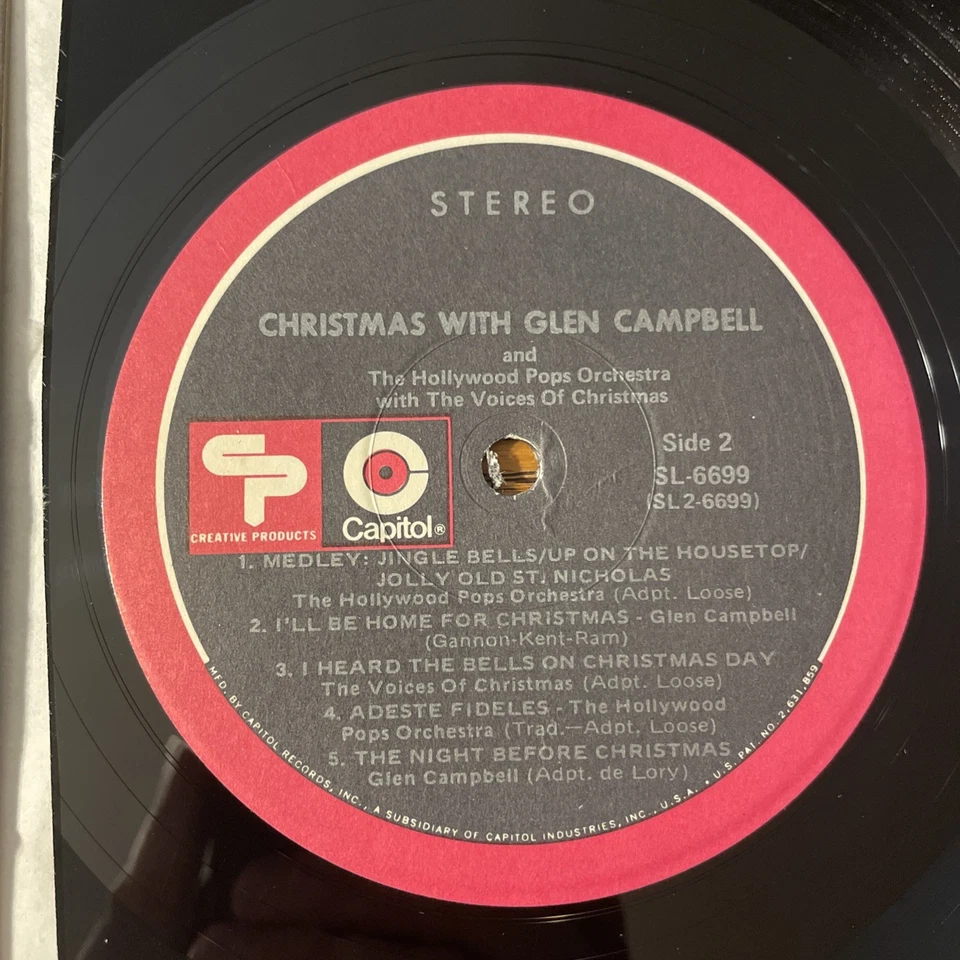 STEREO
CHRISTMAS WITH GLEN CAMPBELL
and
The Hollywood Pops Orchestra
with The Voices Of Christmas
Side 2
SL-6699
(SL2-6699)
CP
CREATIVE PRODUCTS
C
Capitol®
1. MEDLEY: JINGLE BELLS/UP ON THE HOUSETOP/
JOLLY OLD ST. NICHOLAS
The Hollywood Pops Orchestra (Adpt. Loose)
2. I'LL BE HOME FOR CHRISTMAS - Glen Campbell
(Gannon-Kent-Ram)
3. I HEARD THE BELLS ON CHRISTMAS DAY
The Voices Of Christmas (Adpt. Loose)
4. ADESTE FIDELES - The Hollywood
Pops Orchestra (Trad.—Adpt. Loose)
5. THE NIGHT BEFORE CHRISTMAS
Glen Campbell (Adpt. de Lory)
MFD. BY CAPITOL RECORDS, INC., A SUBSIDIARY OF CAPITOL INDUSTRIES, INC., U.S.A. . U.S. PAT. NO. 2,631,859